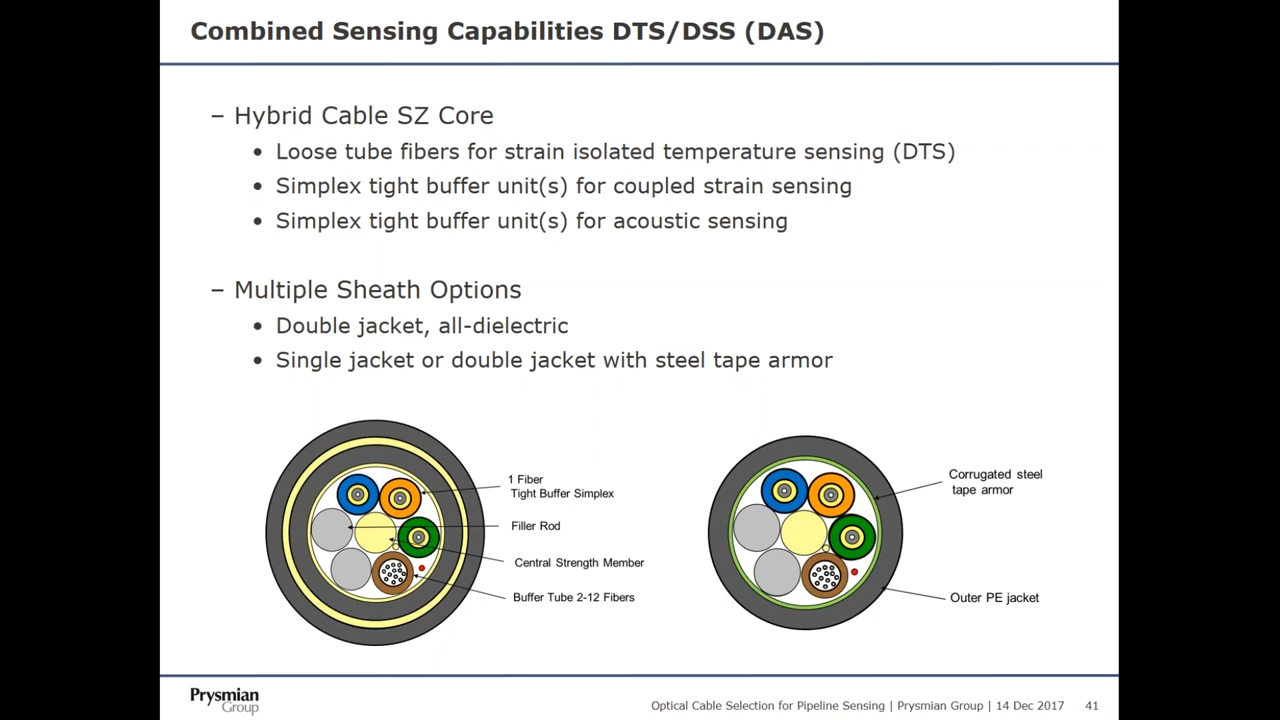 Combined Sensing Capabilities DTS/DSS (DAS)
– Hybrid Cable SZ Core
• Loose tube fibers for strain isolated temperature sensing (DTS)
• Simplex tight buffer unit(s) for coupled strain sensing
• Simplex tight buffer unit(s) for acoustic sensing
– Multiple Sheath Options
• Double jacket, all-dielectric
• Single jacket or double jacket with steel tape armor
1 Fiber
Tight Buffer Simplex
Filler Rod
Central Strength Member
Buffer Tube 2-12 Fibers
Corrugated steel
tape armor
Outer PE jacket
Prysmian
Group
Optical Cable Selection for Pipeline Sensing | Prysmian Group | 14 Dec 2017 41